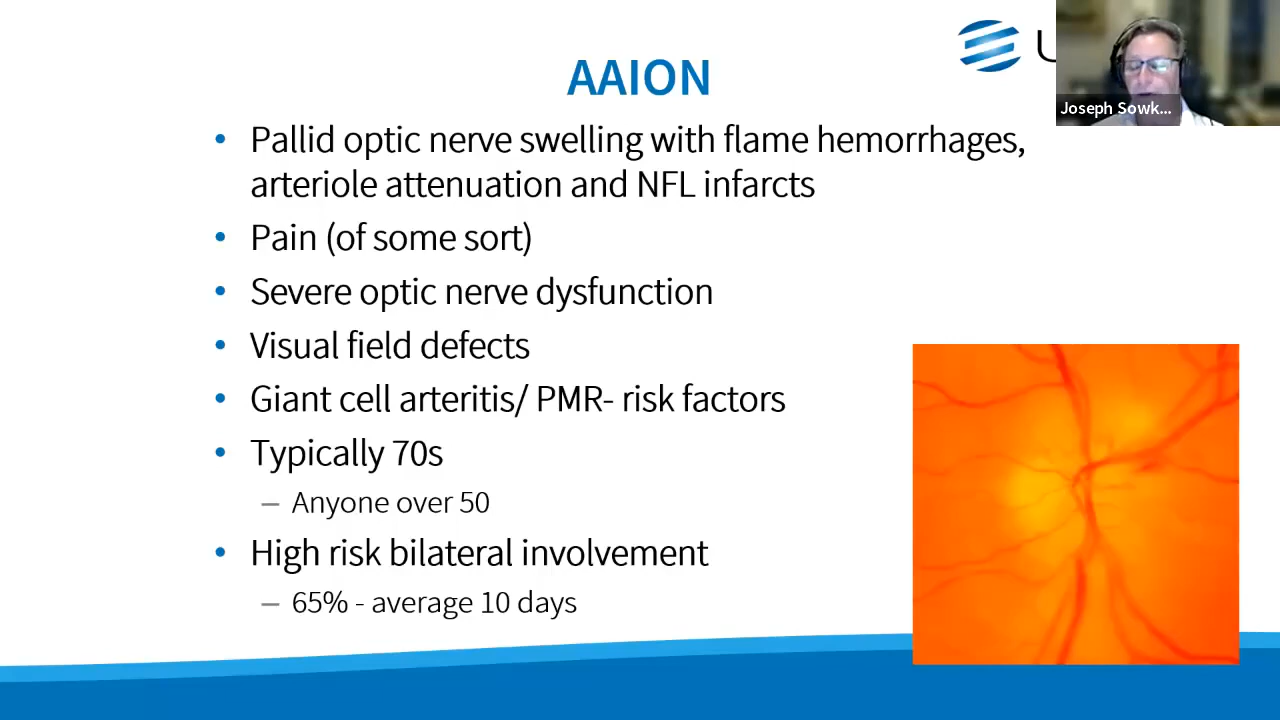 AAION
U
Joseph Sowk...
• Pallid optic nerve swelling with flame hemorrhages,
arteriole attenuation and NFL infarcts
• Pain (of some sort)
• Severe optic nerve dysfunction
• Visual field defects
• Giant cell arteritis/ PMR- risk factors
• Typically 70s
– Anyone over 50
• High risk bilateral involvement
– 65% - average 10 days